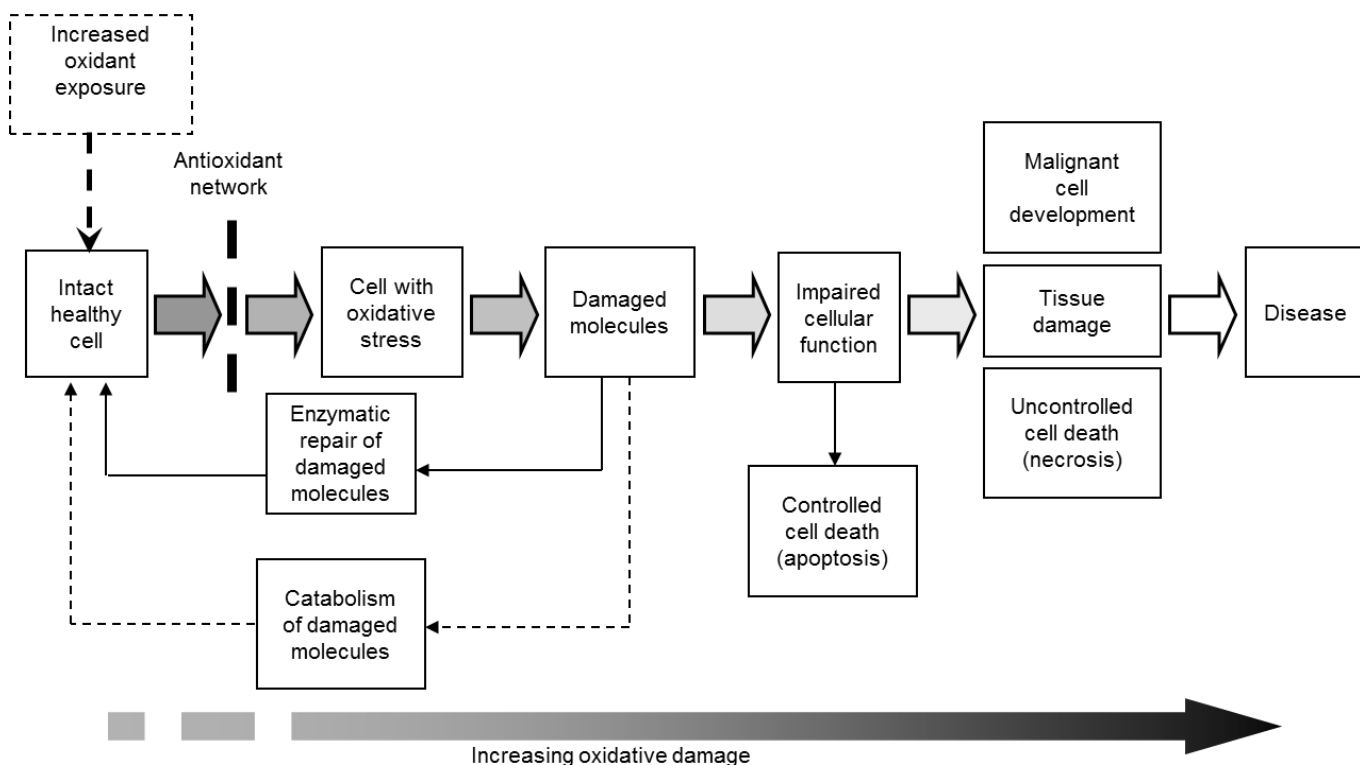 Increased
oxidant
exposure
Antioxidant
network
Intact
healthy
cell
Cell with
oxidative
stress
Damaged
molecules
Impaired
cellular
function
Malignant
cell
development
Tissue
damage
Uncontrolled
cell death
(necrosis)
Disease
Enzymatic
repair of
damaged
molecules
Controlled
cell death
(apoptosis)
Catabolism
of damaged
molecules
Increasing oxidative damage